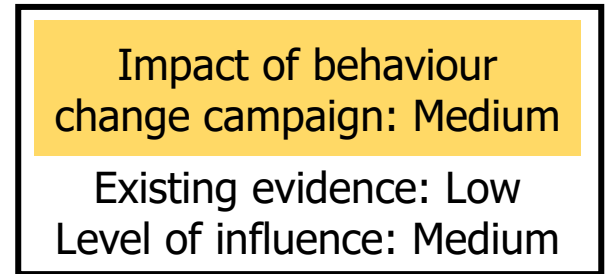 Impact of behaviour
change campaign: Medium
Existing evidence: Low
Level of influence: Medium